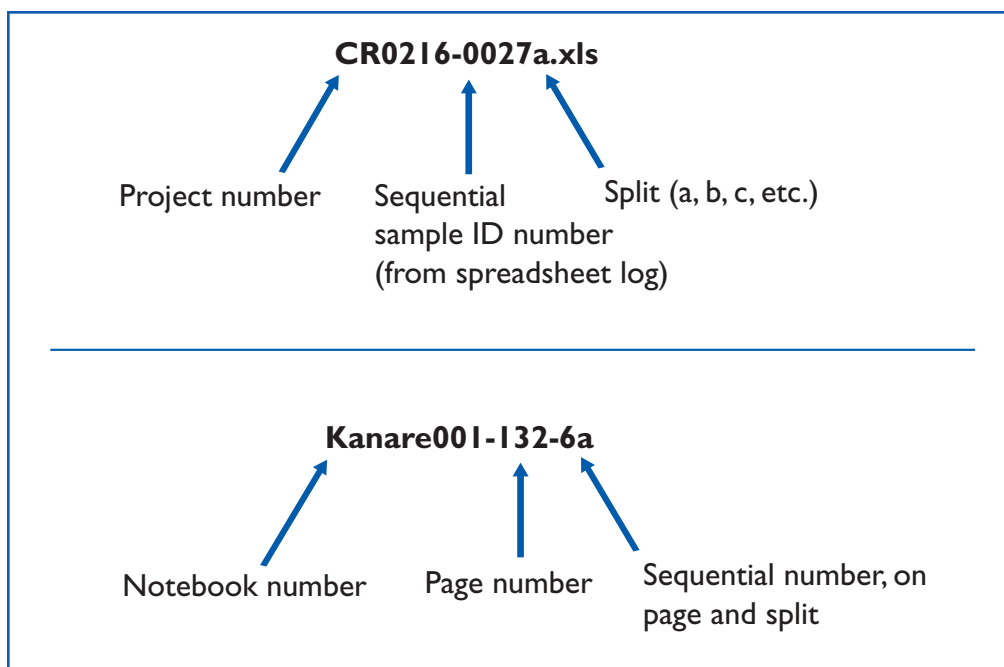 CR0216-0027a.xls
Project number
Sequential
sample ID number
(from spreadsheet log)
Split (a, b, c, etc.)
Kanare001-132-6a
Notebook number
Page number
Sequential number, on
page and split